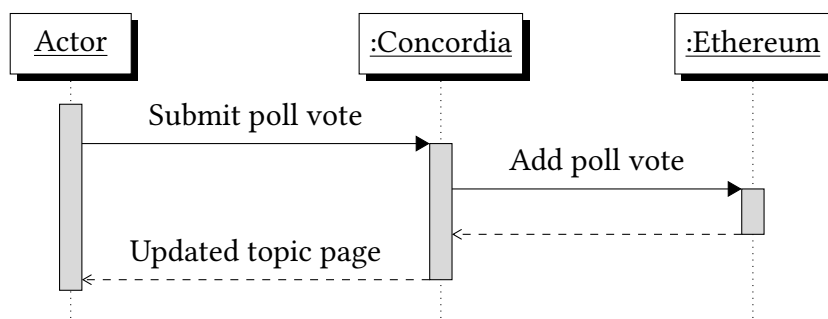 Actor
:Concordia
:Ethereum
Submit poll vote
Add poll vote
Updated topic page